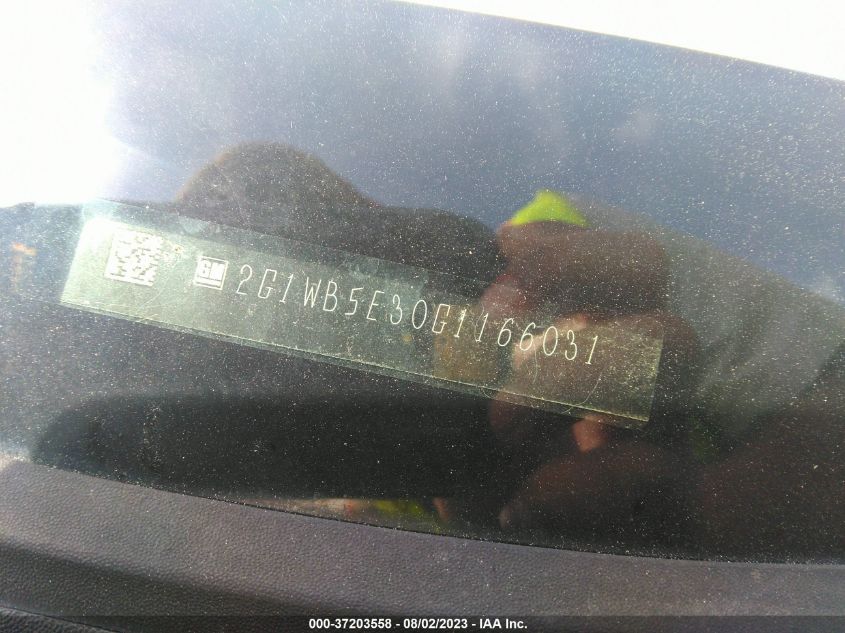 GM 2G1WB5E30G1166031
000-37203558 - 08/02/2023 - IAA Inc.